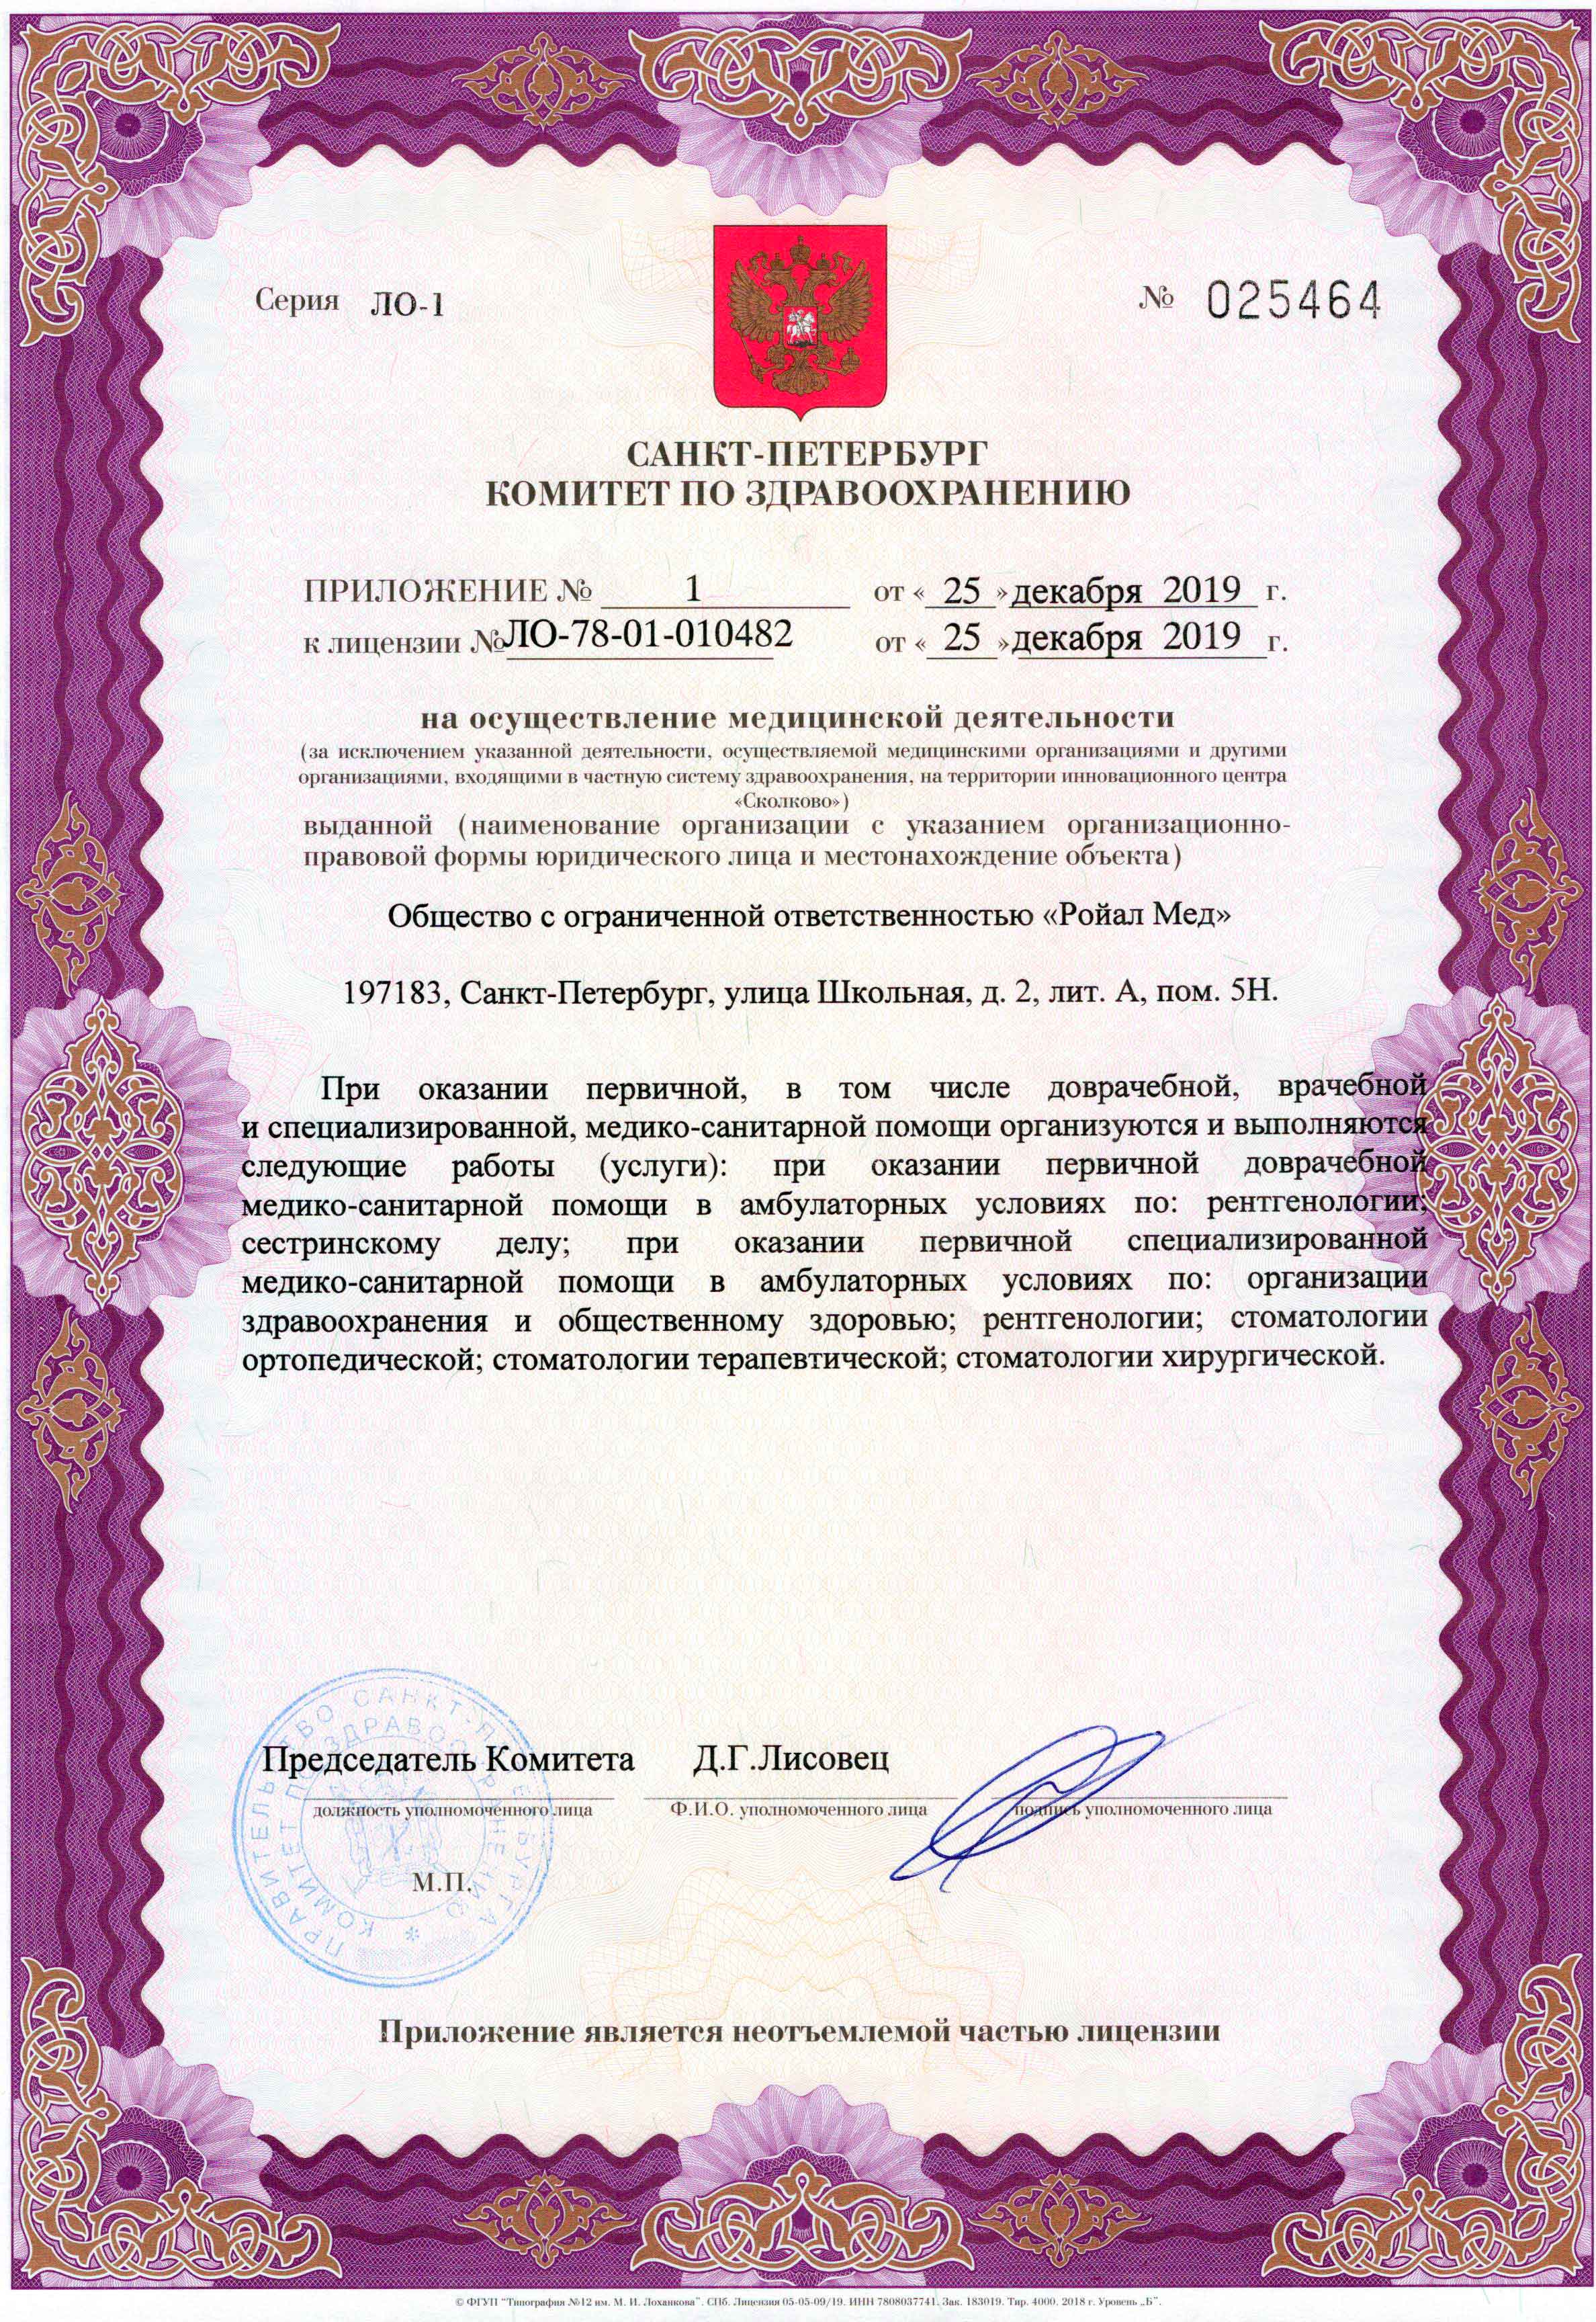 Серия ЛО-1
№ 025464
САНКТ-ПЕТЕРБУРГ
КОМИТЕТ ПО ЗДРАВООХРАНЕНИЮ
ПРИЛОЖЕНИЕ № 1 от « 25 » декабря 2019 г.
к лицензии № ЛО-78-01-010482 от « 25 » декабря 2019 г.
на осуществление медицинской деятельности
(за исключением указанной деятельности, осуществляемой медицинскими организациями и другими
организациями, входящими в частную систему здравоохранения, на территории инновационного центра
«Сколково»)
выданной (наименование организации с указанием организационно-
правовой формы юридического лица и местонахождение объекта)
Общество с ограниченной ответственностью «Ройал Мед»
197183, Санкт-Петербург, улица Школьная, д. 2, лит. А, пом. 5Н.
При оказании первичной, в том числе доврачебной, врачебной
и специализированной, медико-санитарной помощи организуются и выполняются
следующие работы (услуги): при оказании первичной доврачебной
медико-санитарной помощи в амбулаторных условиях по: рентгенологии;
сестринскому делу; при оказании первичной специализированной
медико-санитарной помощи в амбулаторных условиях по: организации
здравоохранения и общественному здоровью; рентгенологии; стоматологии
ортопедической; стоматологии терапевтической; стоматологии хирургической.
Председатель Комитета Д.Г.Лисовец
должность уполномоченного лица Ф.И.О. уполномоченного лица подпись уполномоченного лица
М.П.
ПРАВИТЕЛЬСТВО САНКТ-ПЕТЕРБУРГА
КОМИТЕТ ПО ЗДРАВООХРАНЕНИЮ *
Приложение является неотъемлемой частью лицензии
© ФГУП "Типография №12 им. М. И. Лоханкова". СПб. Лицензия 05-05-09/19. ИНН 7808037741. Зак. 183019. Тир. 4000. 2018 г. Уровень „Б".